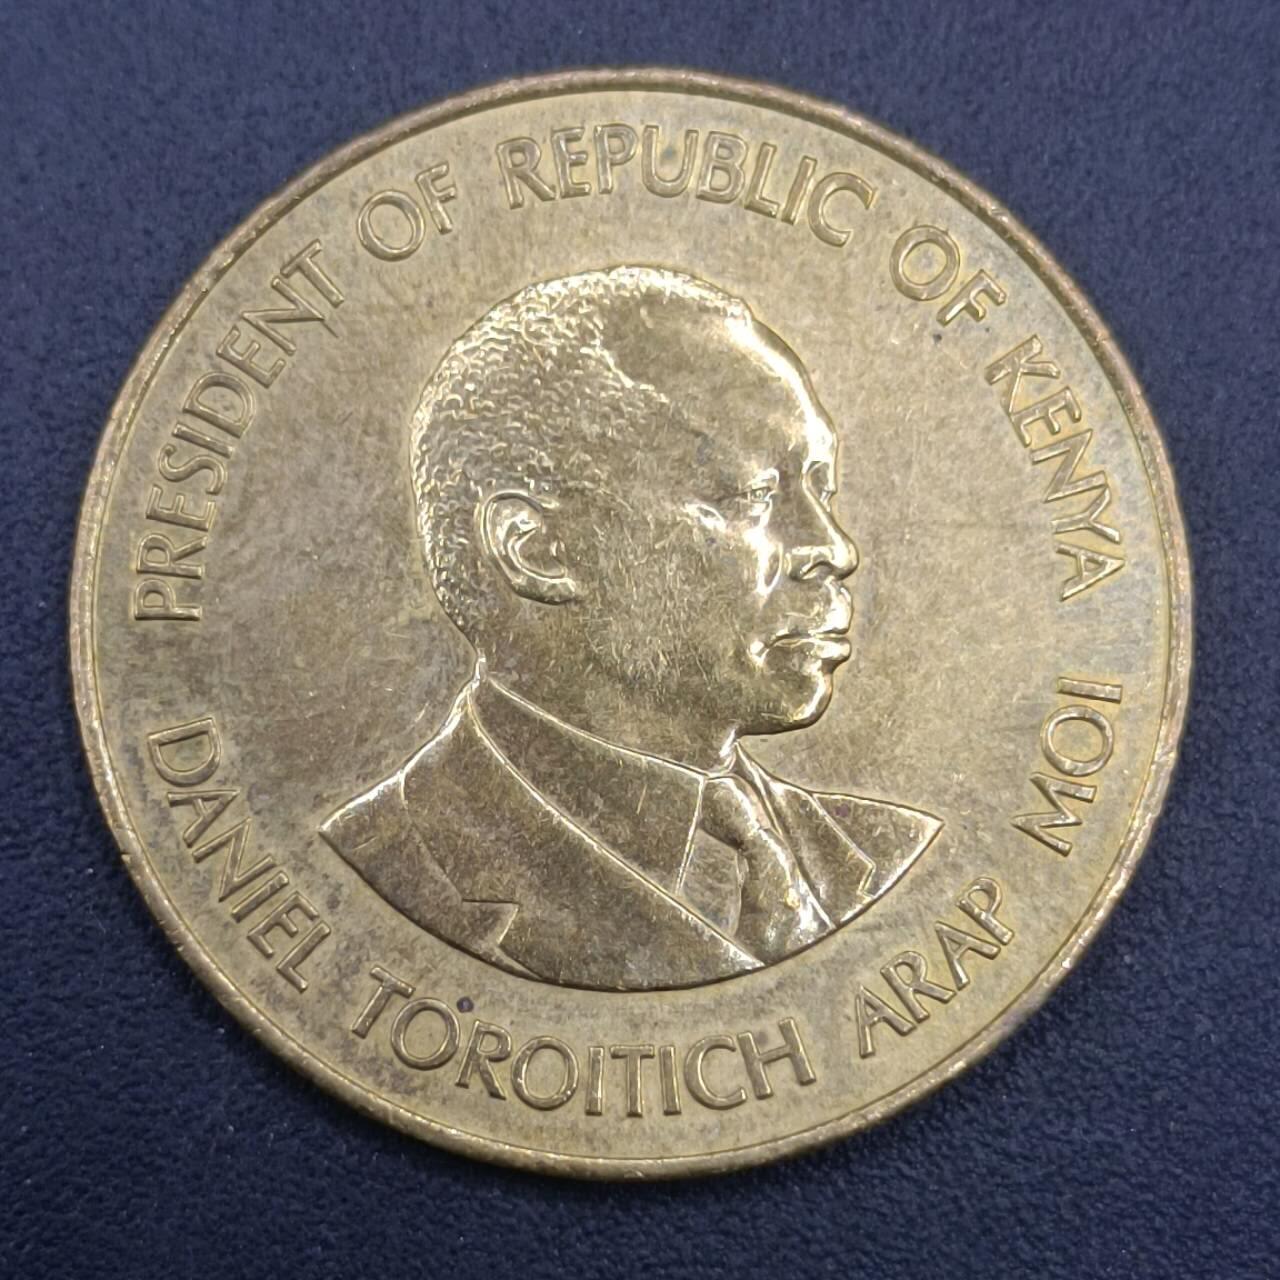 PRESIDENT OF REPUBLIC OF KENYA
DANIEL TOROITICH ARAP MOI